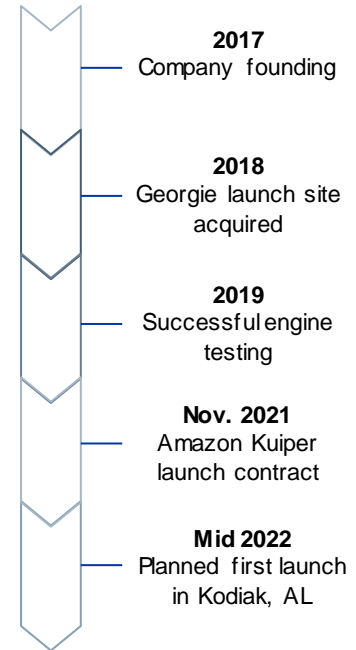 2017
Company founding
2018
Georgie launch site
acquired
2019
Successful engine
testing
Nov. 2021
Amazon Kuiper
launch contract
Mid 2022
Planned first launch
in Kodiak, AL